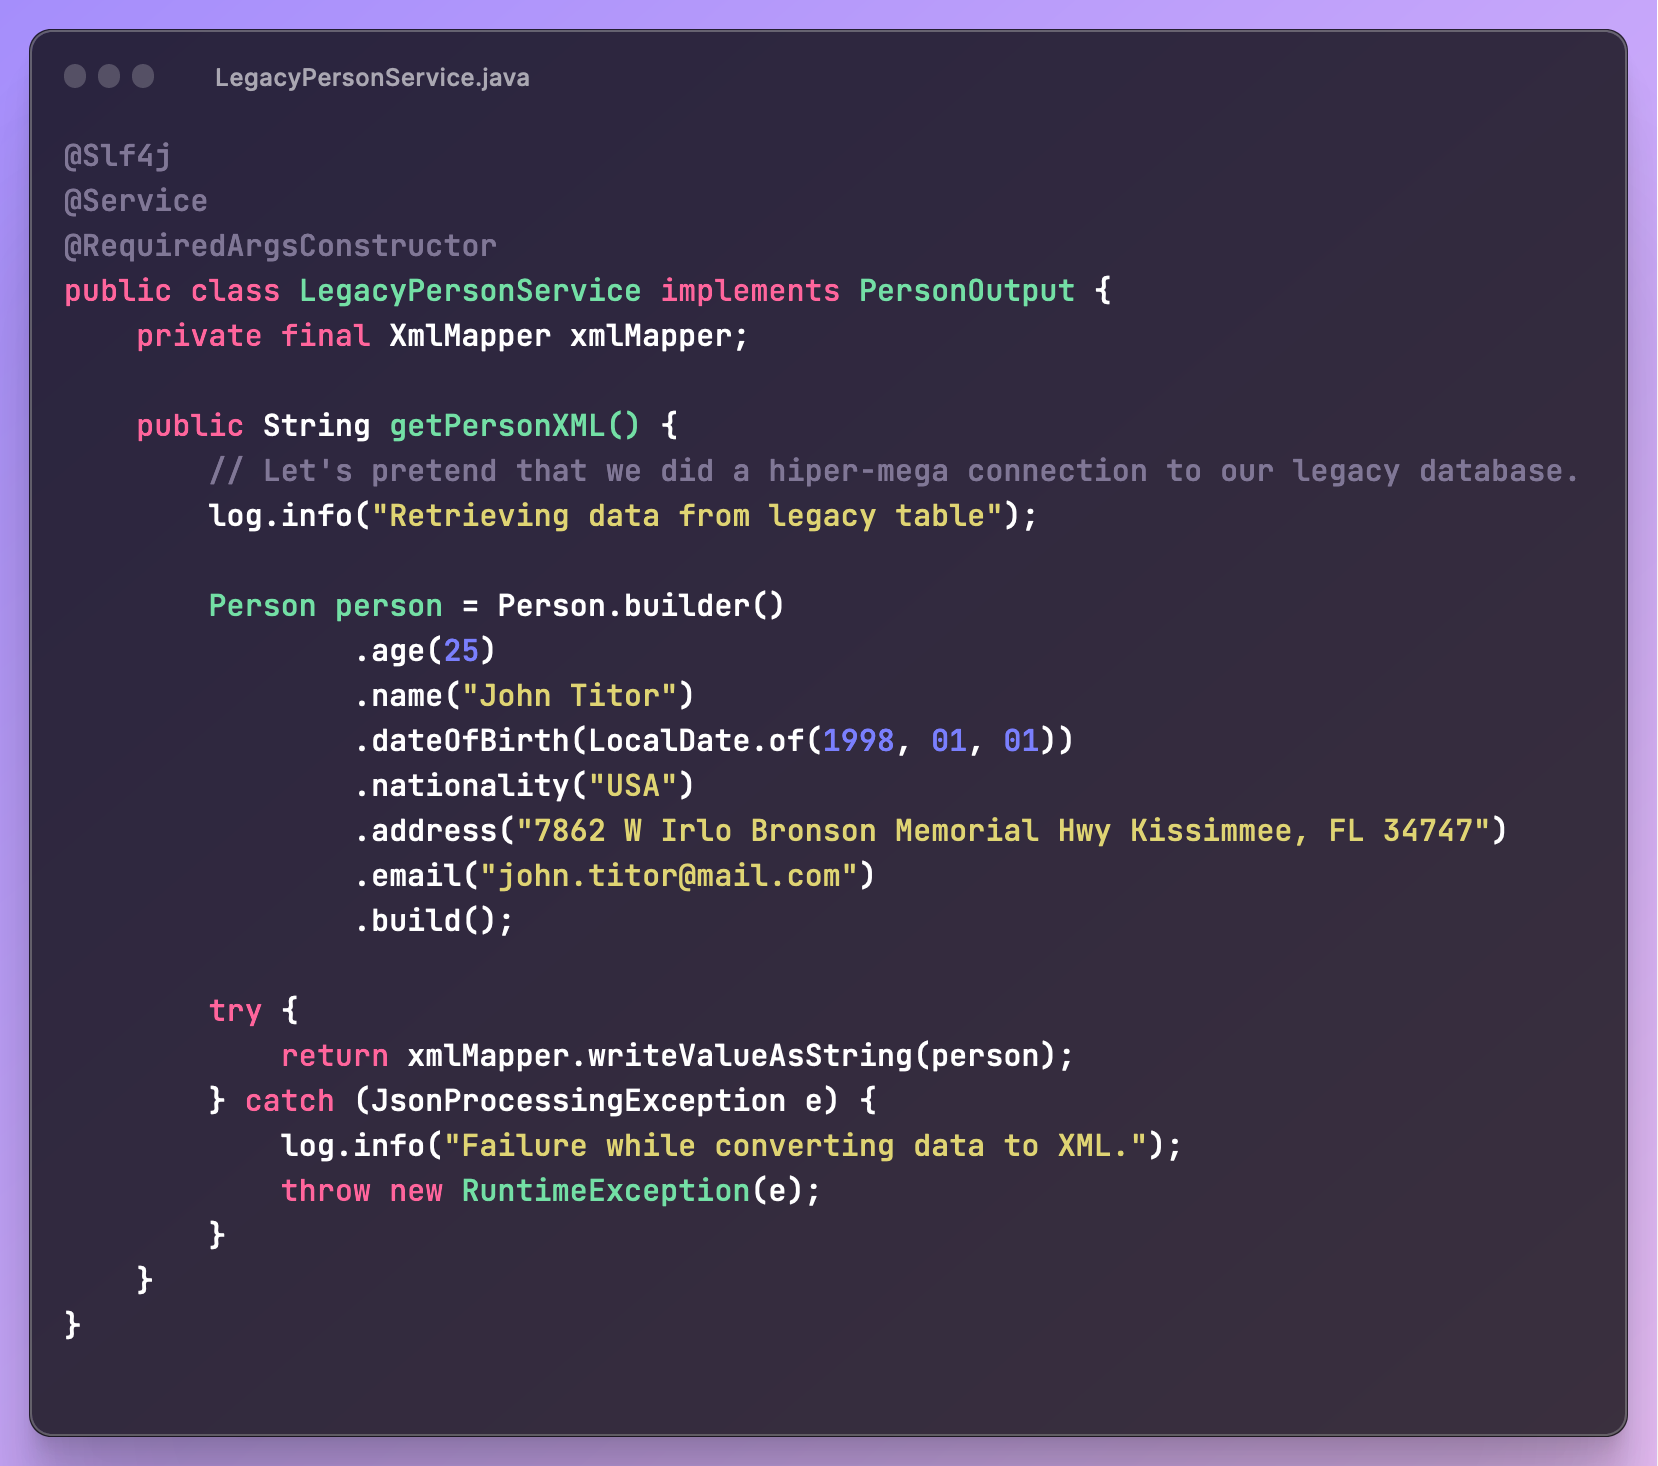 LegacyPersonService.java
@Slf4j
@Service
@RequiredArgsConstructor
public class LegacyPersonService implements PersonOutput {
    private final XmlMapper xmlMapper;

    public String getPersonXML() {
        // Let's pretend that we did a hiper-mega connection to our legacy database.
        log.info("Retrieving data from legacy table");

        Person person = Person.builder()
                .age(25)
                .name("John Titor")
                .dateOfBirth(LocalDate.of(1998, 01, 01))
                .nationality("USA")
                .address("7862 W Irlo Bronson Memorial Hwy Kissimmee, FL 34747")
                .email("john.titor@mail.com")
                .build();

        try {
            return xmlMapper.writeValueAsString(person);
        } catch (JsonProcessingException e) {
            log.info("Failure while converting data to XML.");
            throw new RuntimeException(e);
        }
    }
}